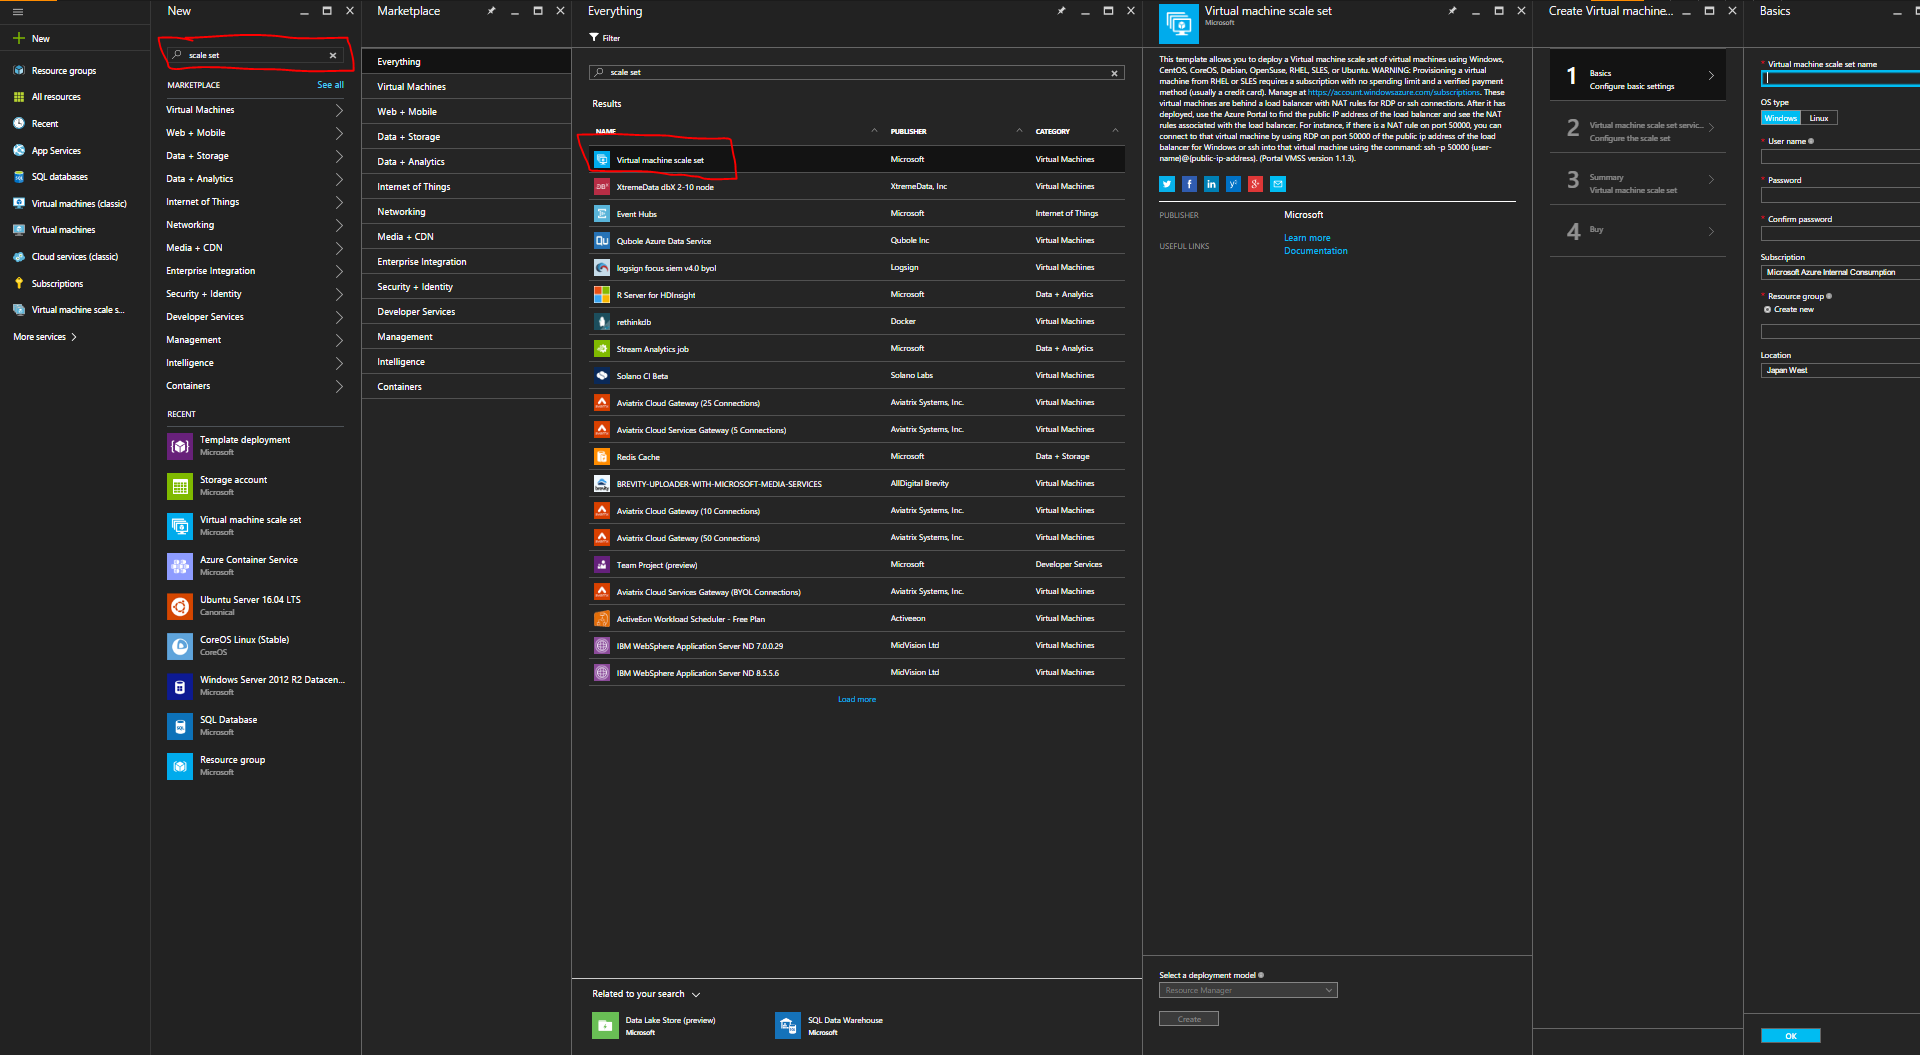 New
Resource groups
All resources
Recent
App Services
SQL databases
Virtual machines (classic)
Virtual machines
Cloud services (classic)
Subscriptions
Virtual machine scale s...
More services
New
scale set
MARKETPLACE See all
Virtual Machines
Web + Mobile
Data + Storage
Data + Analytics
Internet of Things
Networking
Media + CDN
Enterprise Integration
Security + Identity
Developer Services
Management
Intelligence
Containers
RECENT
Template deployment
Microsoft
Storage account
Microsoft
Virtual machine scale set
Microsoft
Azure Container Service
Microsoft
Ubuntu Server 16.04 LTS
Canonical
CoreOS Linux (Stable)
CoreOS
Windows Server 2012 R2 Datacen...
Microsoft
SQL Database
Microsoft
Resource group
Microsoft
Marketplace
Everything
Virtual Machines
Web + Mobile
Data + Storage
Data + Analytics
Internet of Things
Networking
Media + CDN
Enterprise Integration
Security + Identity
Developer Services
Management
Intelligence
Containers
Everything
Filter
scale set
Results
NAME PUBLISHER CATEGORY
Virtual machine scale set Microsoft Virtual Machines
XtremeData dbX 2-10 node XtremeData, Inc Virtual Machines
Event Hubs Microsoft Internet of Things
Qubole Azure Data Service Qubole Inc Virtual Machines
logsign focus siem v4.0 byol Logsign Virtual Machines
R Server for HDInsight Microsoft Data + Analytics
rethinkdb Docker Virtual Machines
Stream Analytics job Microsoft Data + Analytics
Solano CI Beta Solano Labs Virtual Machines
Aviatrix Cloud Gateway (25 Connections) Aviatrix Systems, Inc. Virtual Machines
Aviatrix Cloud Services Gateway (5 Connections) Aviatrix Systems, Inc. Virtual Machines
Redis Cache Microsoft Data + Storage
BREVITY-UPLOADER-WITH-MICROSOFT-MEDIA-SERVICES AllDigital Brevity Virtual Machines
Aviatrix Cloud Gateway (10 Connections) Aviatrix Systems, Inc. Virtual Machines
Aviatrix Cloud Gateway (50 Connections) Aviatrix Systems, Inc. Virtual Machines
Team Project (preview) Microsoft Developer Services
Aviatrix Cloud Services Gateway (BYOL Connections) Aviatrix Systems, Inc. Virtual Machines
ActiveEon Workload Scheduler - Free Plan Activeeon Virtual Machines
IBM WebSphere Application Server ND 7.0.0.29 MidVision Ltd Virtual Machines
IBM WebSphere Application Server ND 8.5.5.6 MidVision Ltd Virtual Machines
Load more
Related to your search
Data Lake Store (preview)
Microsoft
SQL Data Warehouse
Microsoft
Virtual machine scale set
Microsoft
This template allows you to deploy a Virtual machine scale set of virtual machines using Windows,
CentOS, CoreOS, Debian, OpenSuse, RHEL, SLES, or Ubuntu. WARNING: Provisioning a virtual
machine from RHEL or SLES requires a subscription with no spending limit and a verified payment
method (usually a credit card). Manage at https://account.windowsazure.com/subscriptions. These
virtual machines are behind a load balancer with NAT rules for RDP or ssh connections. After it has
deployed, use the Azure Portal to find the public IP address of the load balancer and see the NAT
rules associated with the load balancer. For instance, if there is a NAT rule on port 50000, you can
connect to that virtual machine by using RDP on port 50000 of the public ip address of the load
balancer for Windows or ssh into that virtual machine using the command: ssh -p 50000 {user-
name}@{public-ip-address}. (Portal VMSS version 1.1.3).
PUBLISHER Microsoft
USEFUL LINKS Learn more
Documentation
Select a deployment model
Resource Manager
Create
Create Virtual machine...
1 Basics
Configure basic settings
2 Virtual machine scale set servic...
Configure the scale set
3 Summary
Virtual machine scale set
4 Buy
Basics
* Virtual machine scale set name
OS type
Windows Linux
* User name
* Password
* Confirm password
Subscription
Microsoft Azure Internal Consumption
* Resource group
Create new
Location
Japan West
OK